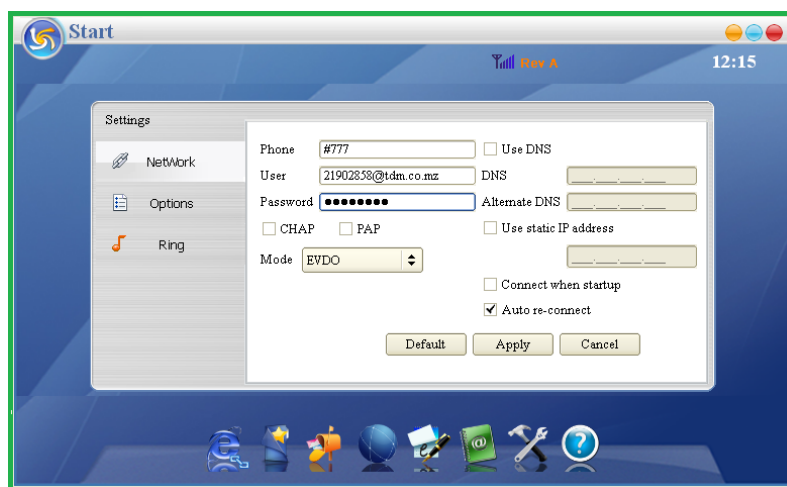 Start
Rev A
12:15
Settings
NetWork
Options
Ring
Phone #777
User 21902858@tdm.co.mz
Password ●●●●●●●●
CHAP PAP
Mode EVDO
Use DNS
DNS
Alternate DNS
Use static IP address
Connect when startup
Auto re-connect
Default Apply Cancel